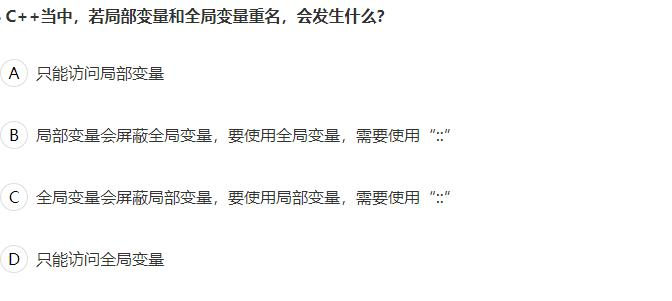 C++当中，若局部变量和全局变量重名，会发生什么?
A 只能访问局部变量
B 局部变量会屏蔽全局变量，要使用全局变量，需要使用“::”
C 全局变量会屏蔽局部变量，要使用局部变量，需要使用“::”
D 只能访问全局变量